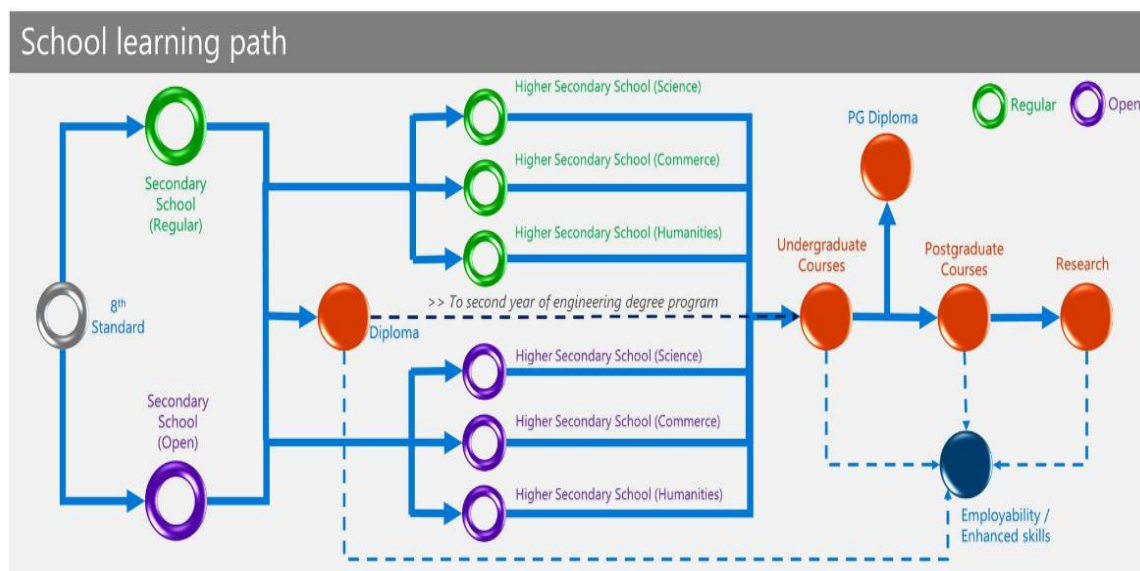 School learning path
Higher Secondary School (Science)
Regular
Open
PG Diploma
Higher Secondary School (Commerce)
Secondary
School
(Regular)
Higher Secondary School (Humanities)
Undergraduate
Courses
Postgraduate
Courses
Research
8th
Standard
>> To second year of engineering degree program
Diploma
Higher Secondary School (Science)
Secondary
School
(Open)
Higher Secondary School (Commerce)
Higher Secondary School (Humanities)
Employability /
Enhanced skills